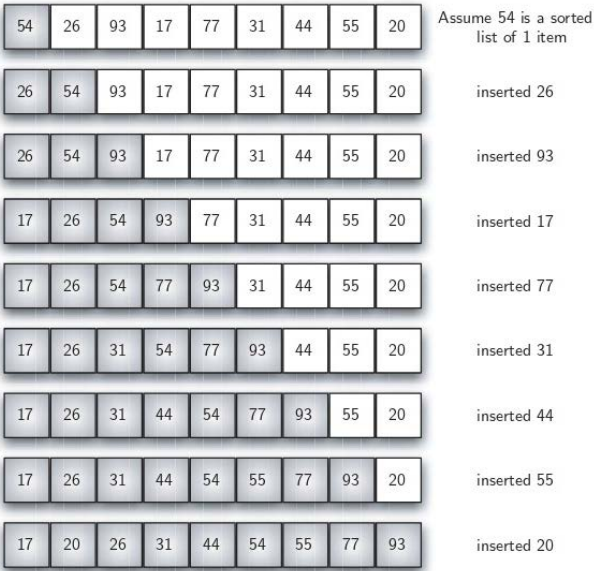 54 26 93 17 77 31 44 55 20 Assume 54 is a sorted
list of 1 item
26 54 93 17 77 31 44 55 20 inserted 26
26 54 93 17 77 31 44 55 20 inserted 93
17 26 54 93 77 31 44 55 20 inserted 17
17 26 54 77 93 31 44 55 20 inserted 77
17 26 31 54 77 93 44 55 20 inserted 31
17 26 31 44 54 77 93 55 20 inserted 44
17 26 31 44 54 55 77 93 20 inserted 55
17 20 26 31 44 54 55 77 93 inserted 20